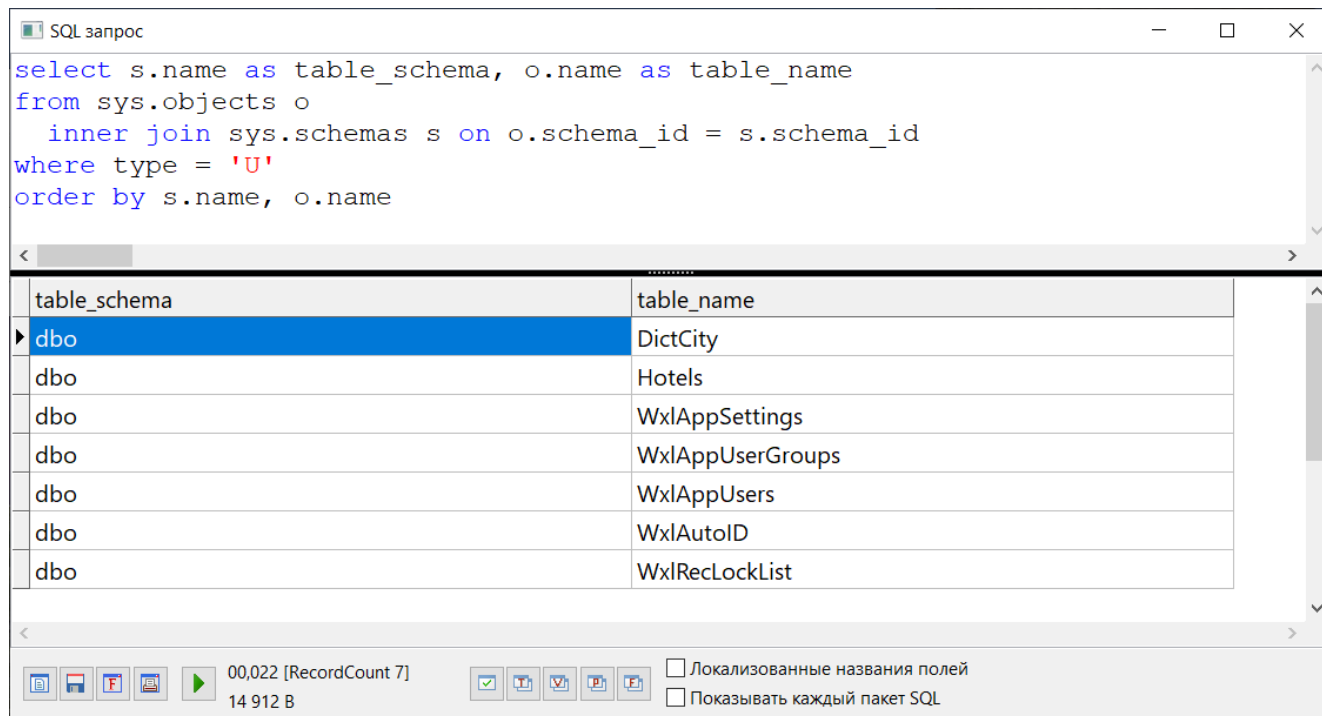 SQL запрос
select s.name as table_schema, o.name as table_name
from sys.objects o
  inner join sys.schemas s on o.schema_id = s.schema_id
where type = 'U'
order by s.name, o.name
table_schema table_name
dbo DictCity
dbo Hotels
dbo WxlAppSettings
dbo WxlAppUserGroups
dbo WxlAppUsers
dbo WxlAutoID
dbo WxlRecLockList
F 00,022 [RecordCount 7] T V P F Локализованные названия полей
14 912 B Показывать каждый пакет SQL